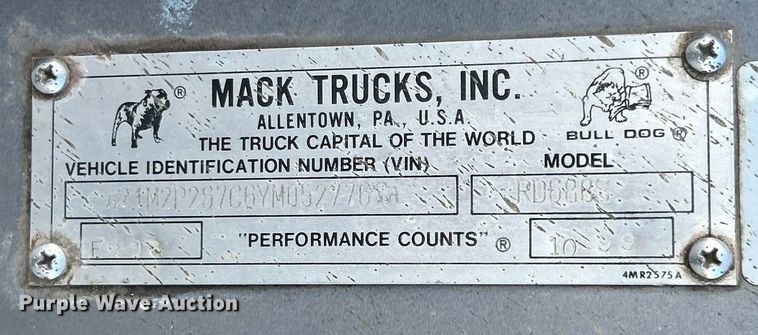 MACK TRUCKS, INC.
ALLENTOWN, PA., U.S.A.
THE TRUCK CAPITAL OF THE WORLD
BULL DOG ®
VEHICLE IDENTIFICATION NUMBER (VIN) MODEL
RD688S
"PERFORMANCE COUNTS" ® 10 99
4MR2575A
Purple Wave Auction